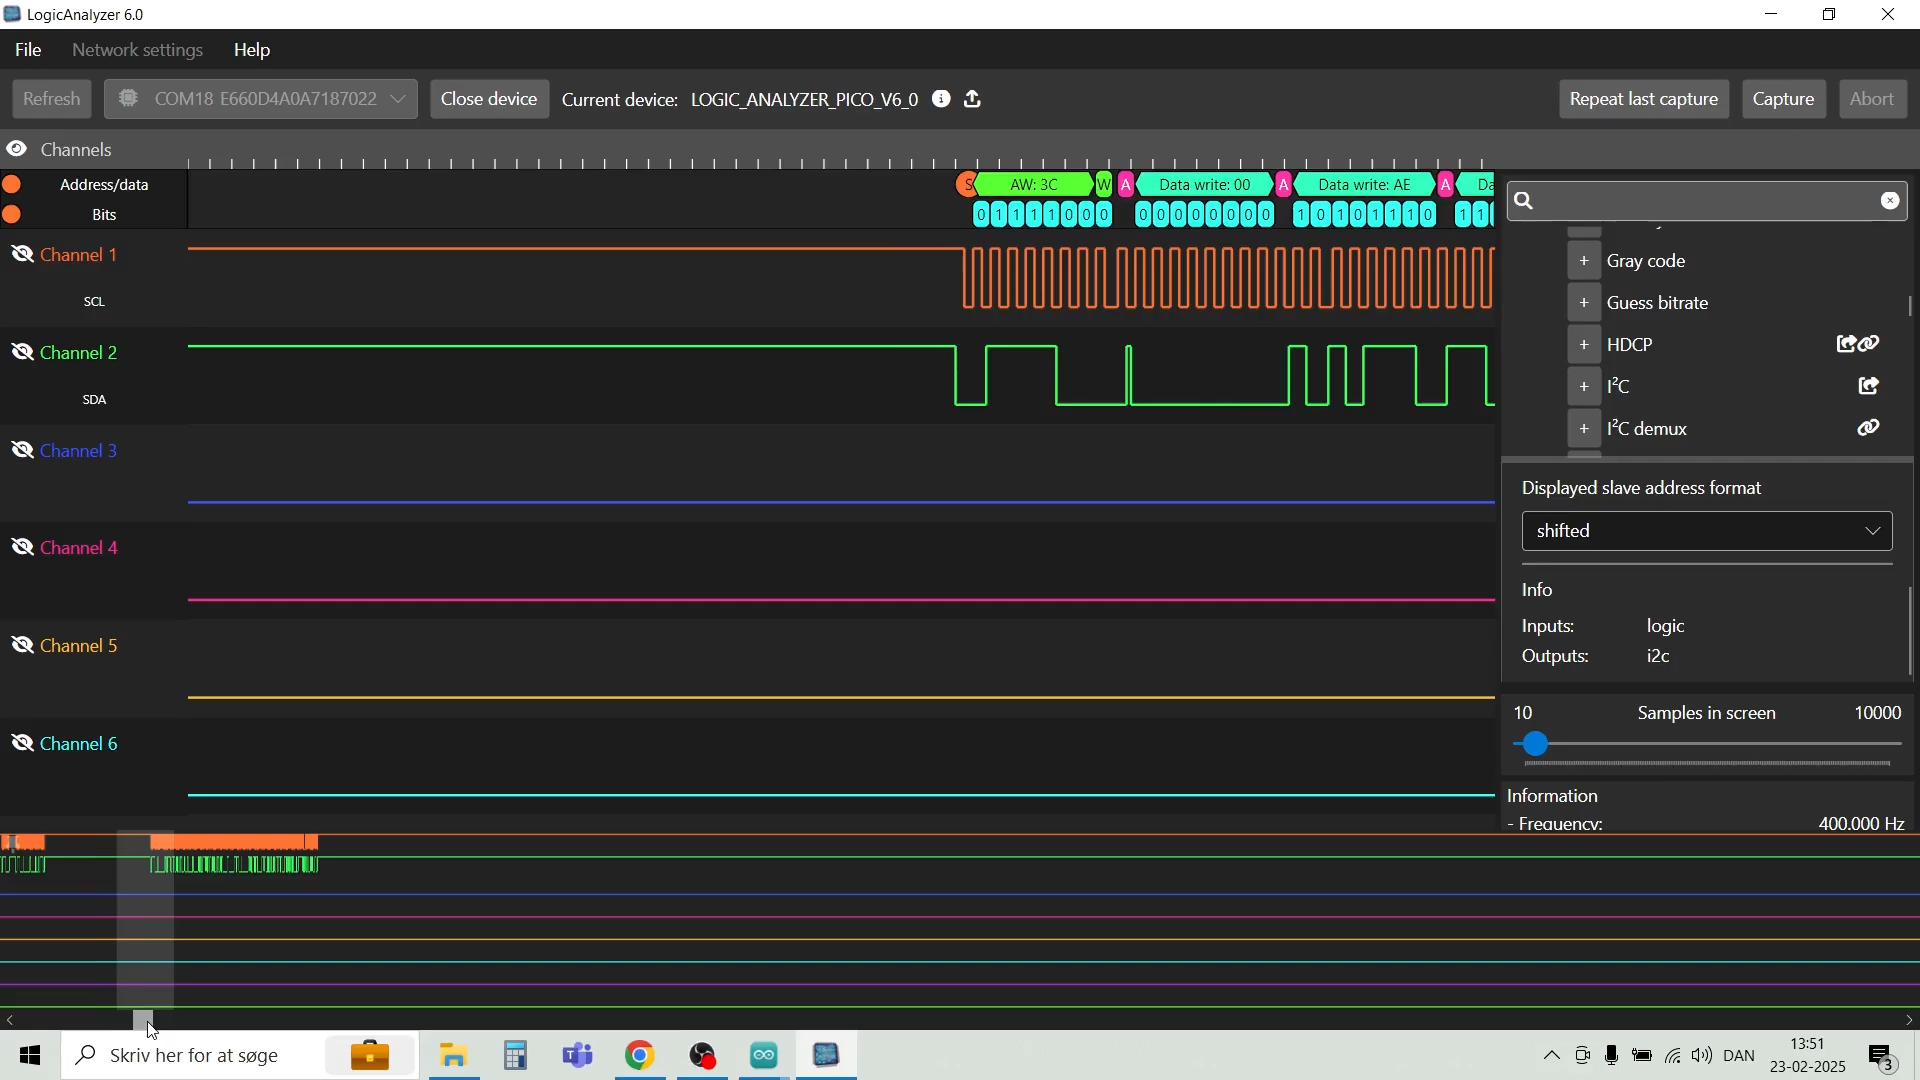 LogicAnalyzer 6.0
File Network settings Help
Refresh COM18 E660D4A0A7187022 Close device Current device: LOGIC_ANALYZER_PICO_V6_0 Repeat last capture Capture Abort
Channels
Address/data S AW: 3C W A Data write: 00 A Data write: AE A Da
Bits 0 1 1 1 1 0 0 0 0 0 0 0 0 0 0 0 1 0 1 0 1 1 1 0 1 1
Channel 1
SCL
Channel 2
SDA
Channel 3
Channel 4
Channel 5
Channel 6
+ Gray code
+ Guess bitrate
+ HDCP
+ I²C
+ I²C demux
Displayed slave address format
shifted
Info
Inputs: logic
Outputs: i2c
10 Samples in screen 10000
Information
- Frequency: 400.000 Hz
Skriv her for at søge
DAN
13:51
23-02-2025
3